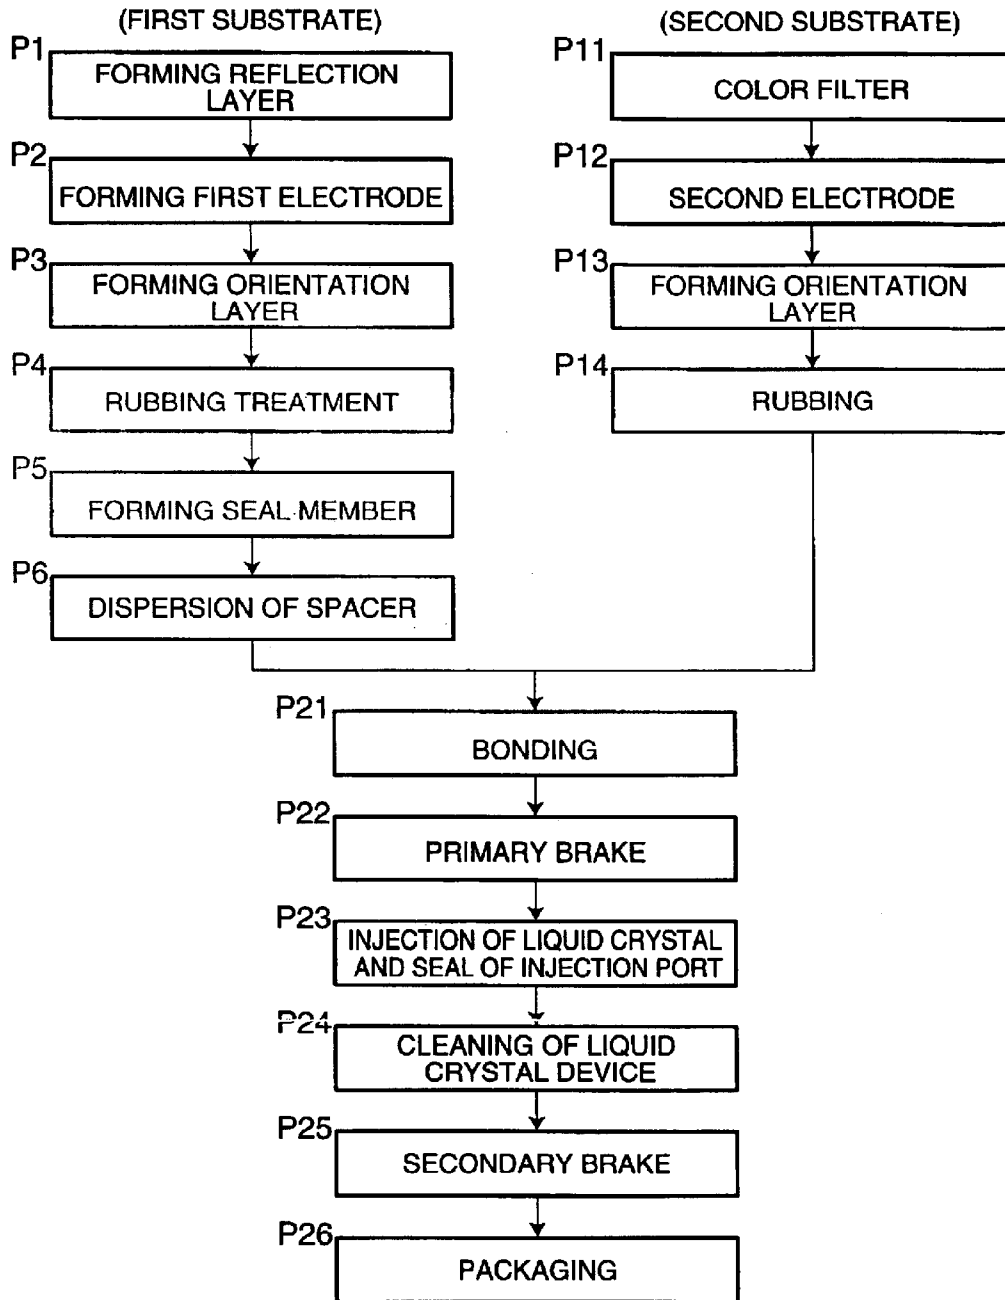 (FIRST SUBSTRATE)
P1
FORMING REFLECTION
LAYER
P2
FORMING FIRST ELECTRODE
P3
FORMING ORIENTATION
LAYER
P4
RUBBING TREATMENT
P5
FORMING SEAL MEMBER
P6
DISPERSION OF SPACER
(SECOND SUBSTRATE)
P11
COLOR FILTER
P12
SECOND ELECTRODE
P13
FORMING ORIENTATION
LAYER
P14
RUBBING
P21
BONDING
P22
PRIMARY BRAKE
P23
INJECTION OF LIQUID CRYSTAL
AND SEAL OF INJECTION PORT
P24
CLEANING OF LIQUID
CRYSTAL DEVICE
P25
SECONDARY BRAKE
P26
PACKAGING